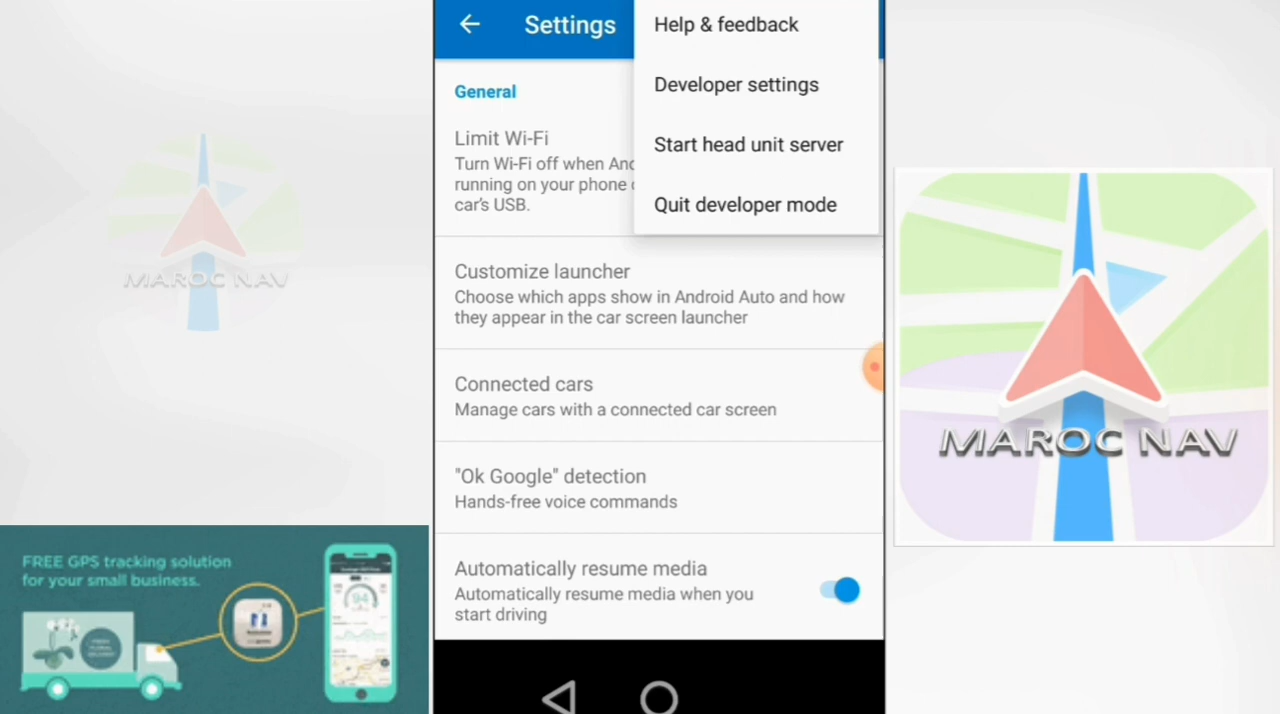 Settings
Help & feedback
Developer settings
Start head unit server
Quit developer mode
General
Limit Wi-Fi
Turn Wi-Fi off when
running on your phone
car's USB.
Customize launcher
Choose which apps show in Android Auto and how
they appear in the car screen launcher
Connected cars
Manage cars with a connected car screen
"Ok Google" detection
Hands-free voice commands
Automatically resume media
Automatically resume media when you
start driving
MAROC NAV
MAROC NAV
FREE GPS tracking solution
for your small business.
94